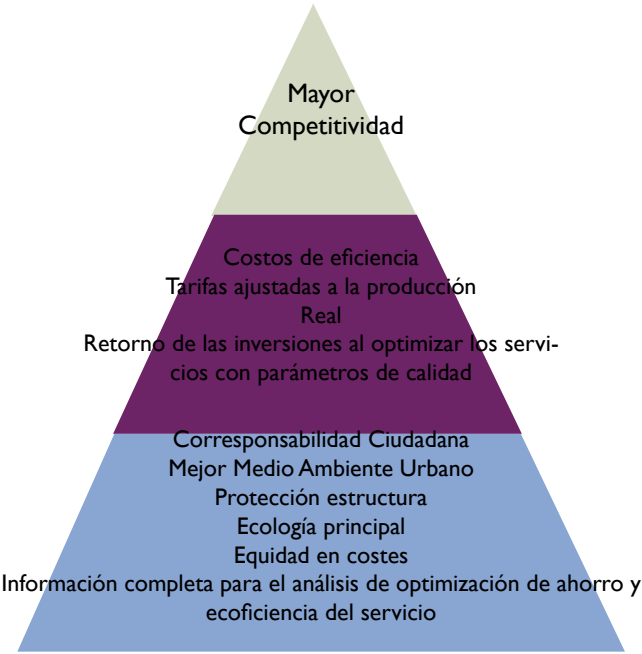 Mayor
Competitividad
Costos de eficiencia
Tarifas ajustadas a la producción
Real
Retorno de las inversiones al optimizar los servi-
cios con parámetros de calidad
Corresponsabilidad Ciudadana
Mejor Medio Ambiente Urbano
Protección estructura
Ecología principal
Equidad en costes
Información completa para el análisis de optimización de ahorro y
ecoficiencia del servicio